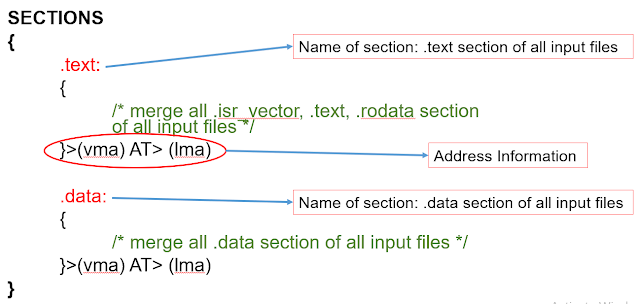 SECTIONS
{
.text:
Name of section: .text section of all input files
{
/* merge all .isr_vector, .text, .rodata section
of all input files */
}>(vma) AT> (lma)
Address Information
.data:
Name of section: .data section of all input files
{
/* merge all .data section of all input files */
}>(vma) AT> (lma)
}